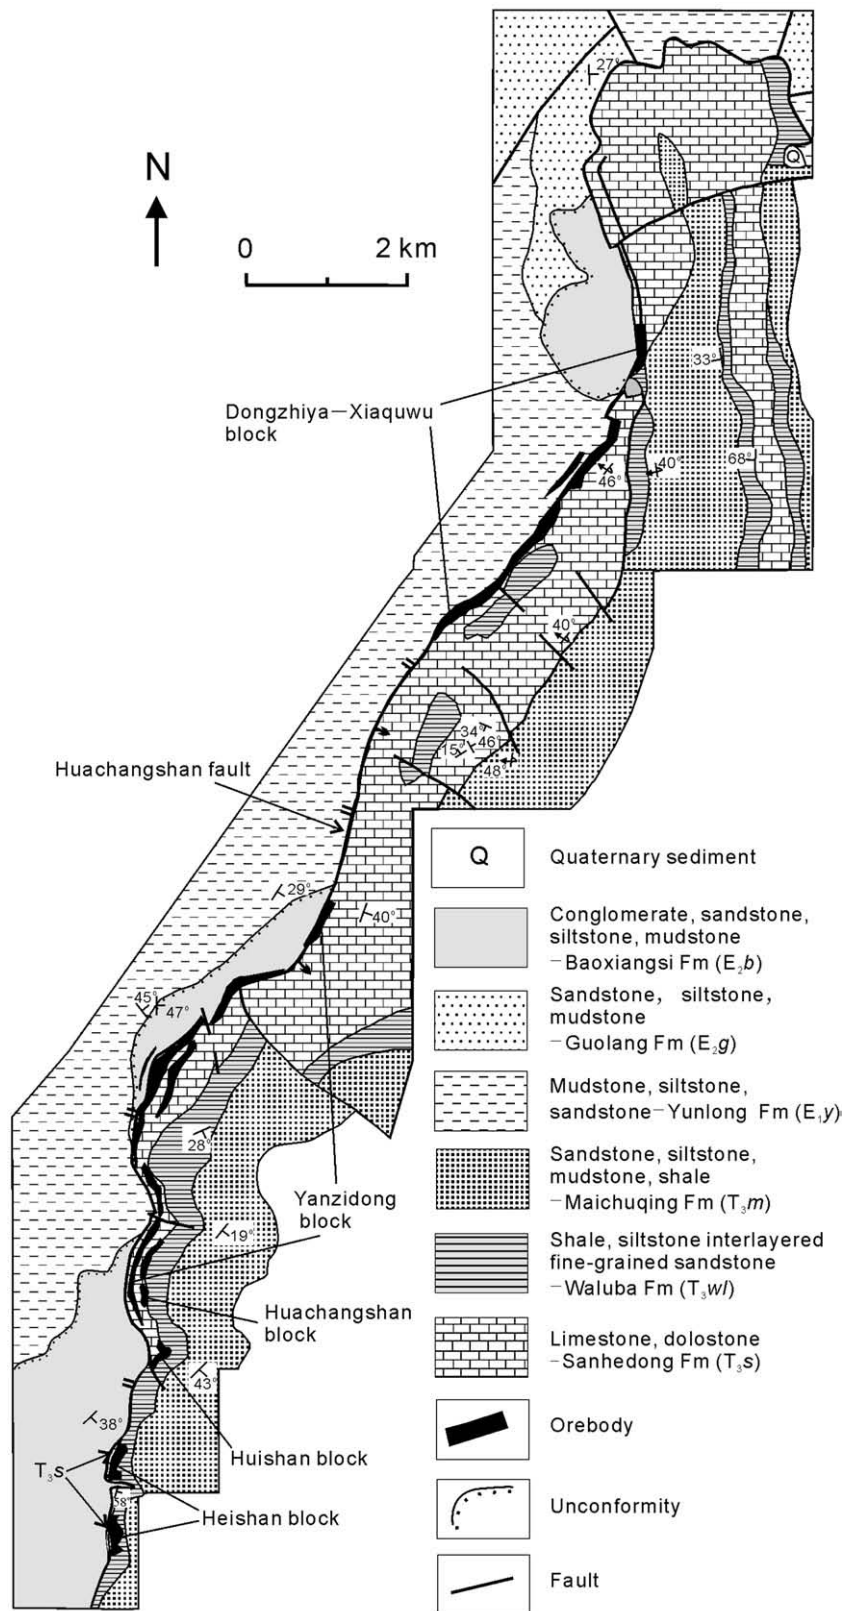 27°
Q
N
0 2 km
33°
Dongzhiya—Xiaquwu
block
46°
40°
68°
40°
34°
15°
46°
48°
Huachangshan fault
29°
40°
45°
47°
28°
Yanzidong
block
19°
Huachangshan
block
43°
38°
Huishan block
T₃s
58°
Heishan block
Q
Quaternary sediment
Conglomerate, sandstone,
siltstone, mudstone
—Baoxiangsi Fm (E₂b)
Sandstone, siltstone,
mudstone
—Guolang Fm (E₂g)
Mudstone, siltstone,
sandstone—Yunlong Fm (E₁y)
Sandstone, siltstone,
mudstone, shale
—Maichuqing Fm (T₃m)
Shale, siltstone interlayered
fine-grained sandstone
—Waluba Fm (T₃wl)
Limestone, dolostone
—Sanhedong Fm (T₃s)
Orebody
Unconformity
Fault